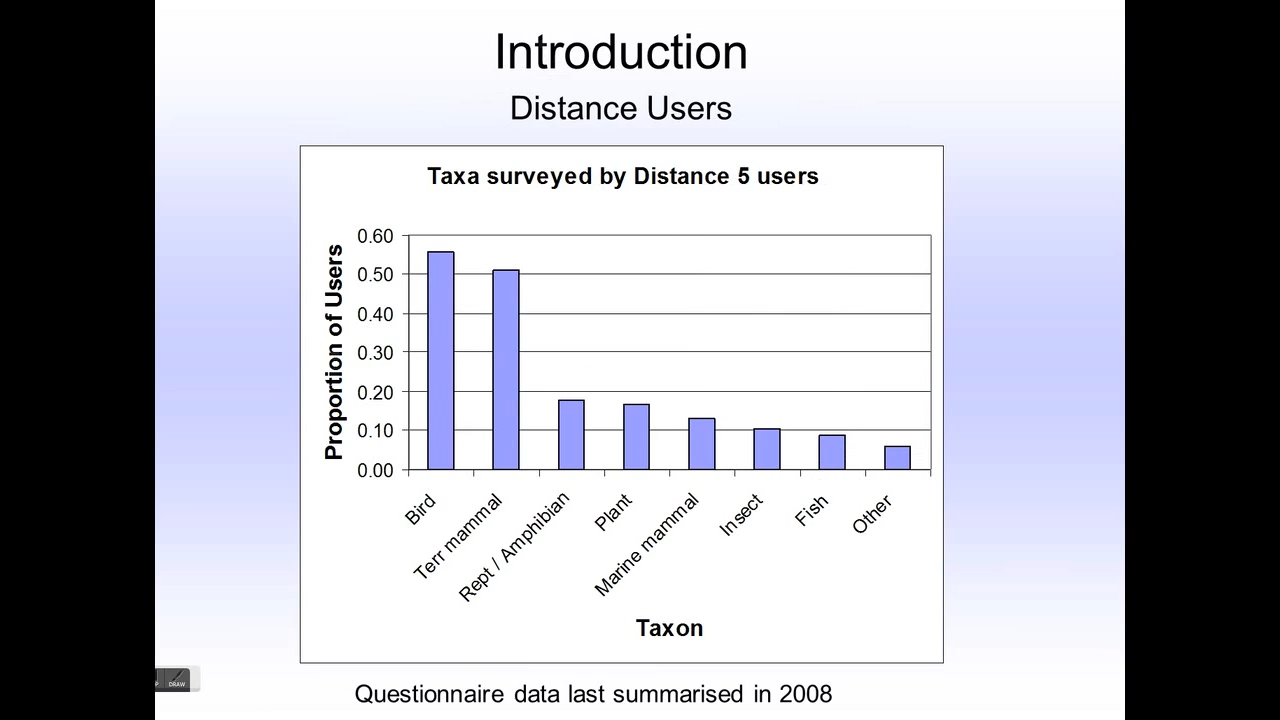 Introduction
Distance Users
Taxa surveyed by Distance 5 users
Proportion of Users
0.60
0.50
0.40
0.30
0.20
0.10
0.00
Bird
Terr mammal
Rept / Amphibian
Plant
Marine mammal
Insect
Fish
Other
Taxon
P
DRAW
Questionnaire data last summarised in 2008